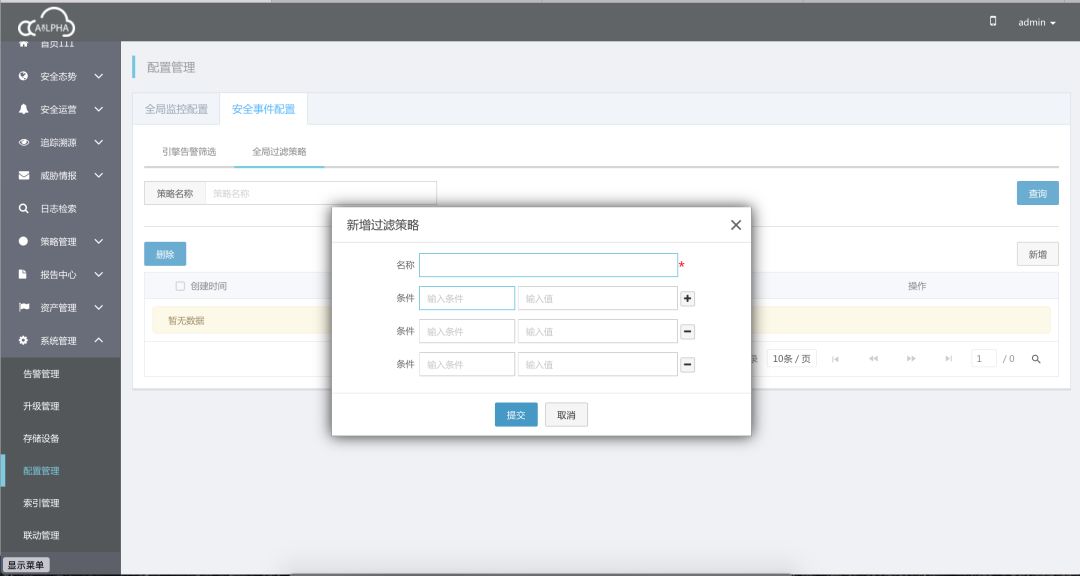 AiLPHA
admin
首页111
安全态势
安全运营
追踪溯源
威胁情报
日志检索
策略管理
报告中心
资产管理
系统管理
告警管理
升级管理
存储设备
配置管理
索引管理
联动管理
显示菜单
配置管理
全局监控配置 安全事件配置
引擎告警筛选 全局过滤策略
策略名称 策略名称 查询
删除 新增
创建时间 操作
暂无数据
10条 / 页 1 / 0
新增过滤策略
名称 *
条件 输入条件 输入值
条件 输入条件 输入值
条件 输入条件 输入值
提交 取消